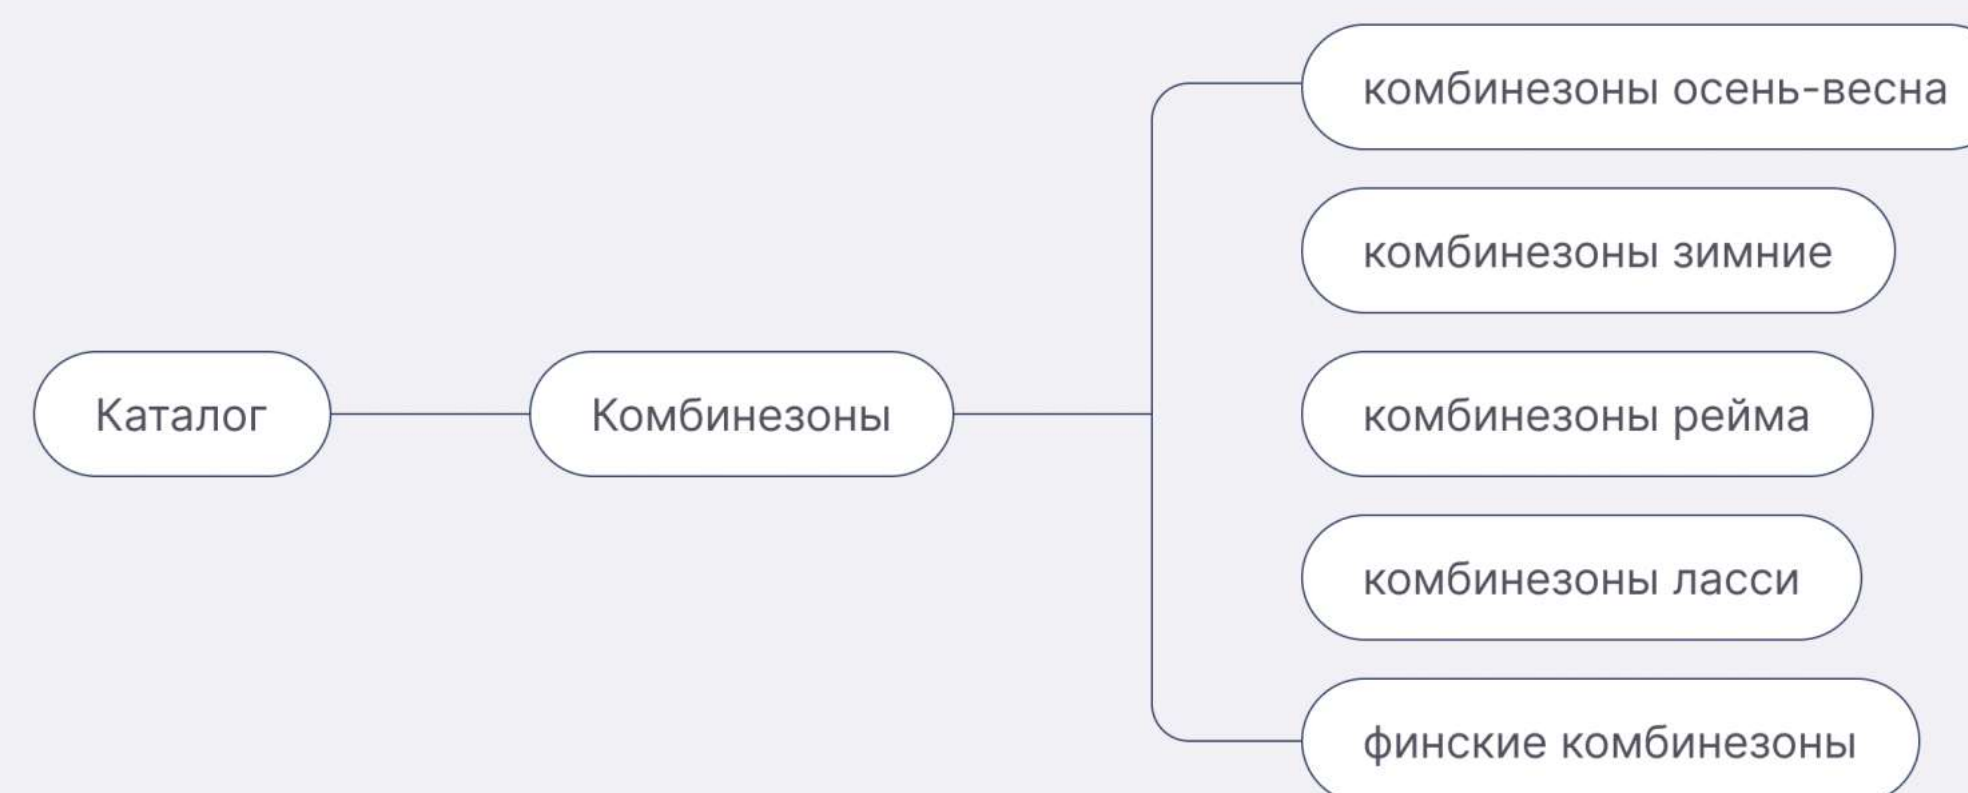 комбинезоны осень-весна
комбинезоны зимние
Каталог
Комбинезоны
комбинезоны рейма
комбинезоны ласси
финские комбинезоны